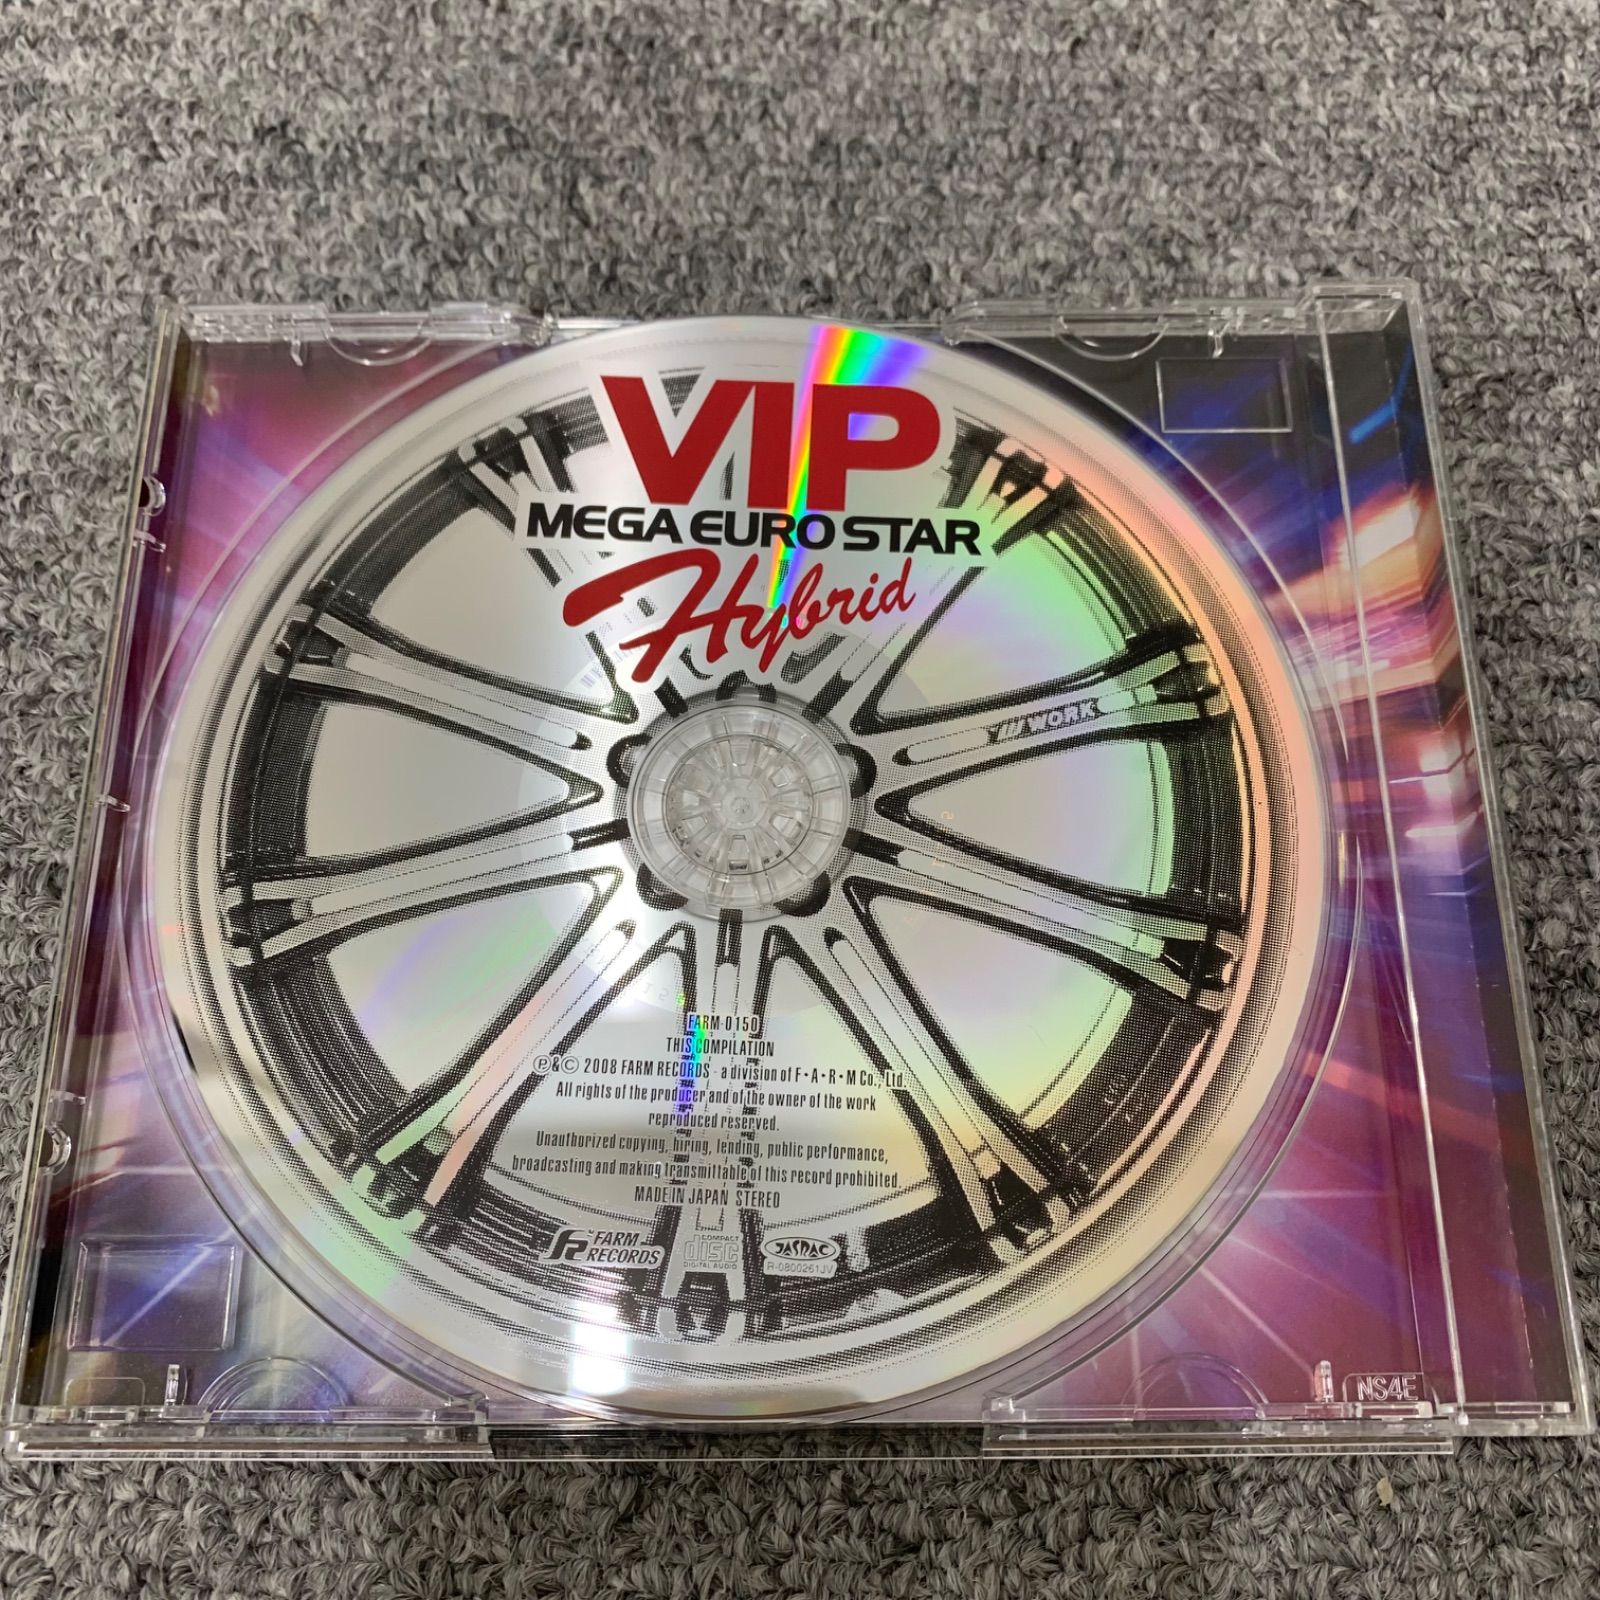 VIP
MEGA EURO STAR
Hybrid
WORK
FARM-0150
THIS COMPILATION
Ⓟ&© 2008 FARM RECORDS - a division of F・A・R・M Co., Ltd.
All rights of the producer and of the owner of the work
reproduced reserved.
Unauthorized copying, hiring, lending, public performance,
broadcasting and making transmittable of this record prohibited.
MADE IN JAPAN STEREO
FARM
RECORDS
COMPACT
disc
DIGITAL AUDIO
JASRAC
R-0800261JV
NS4E